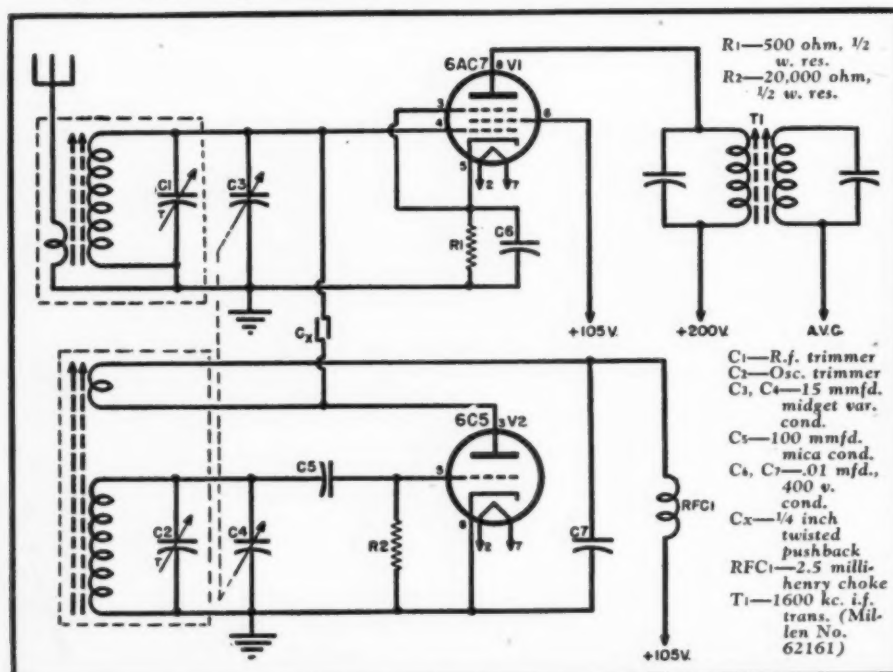 6AC7
8 V1
3
4
6
5
2
7
R1—500 ohm, 1/2
w. res.
R2—20,000 ohm,
1/2 w. res.
T1
C1
T
C3
R1
C6
Cx
+105V.
+200V.
A.V.C.
6C5
3 V2
5
8
2
7
C5
C2
T
C4
R2
C7
RFC1
+105V.
C1—R.f. trimmer
C2—Osc. trimmer
C3, C4—15 mmfd.
midget var.
cond.
C5—100 mmfd.
mica cond.
C6, C7—.01 mfd.,
400 v.
cond.
Cx—1/4 inch
twisted
pushback
RFC1—2.5 milli-
henry choke
T1—1600 kc. i.f.
trans. (Mil-
len No.
62161)